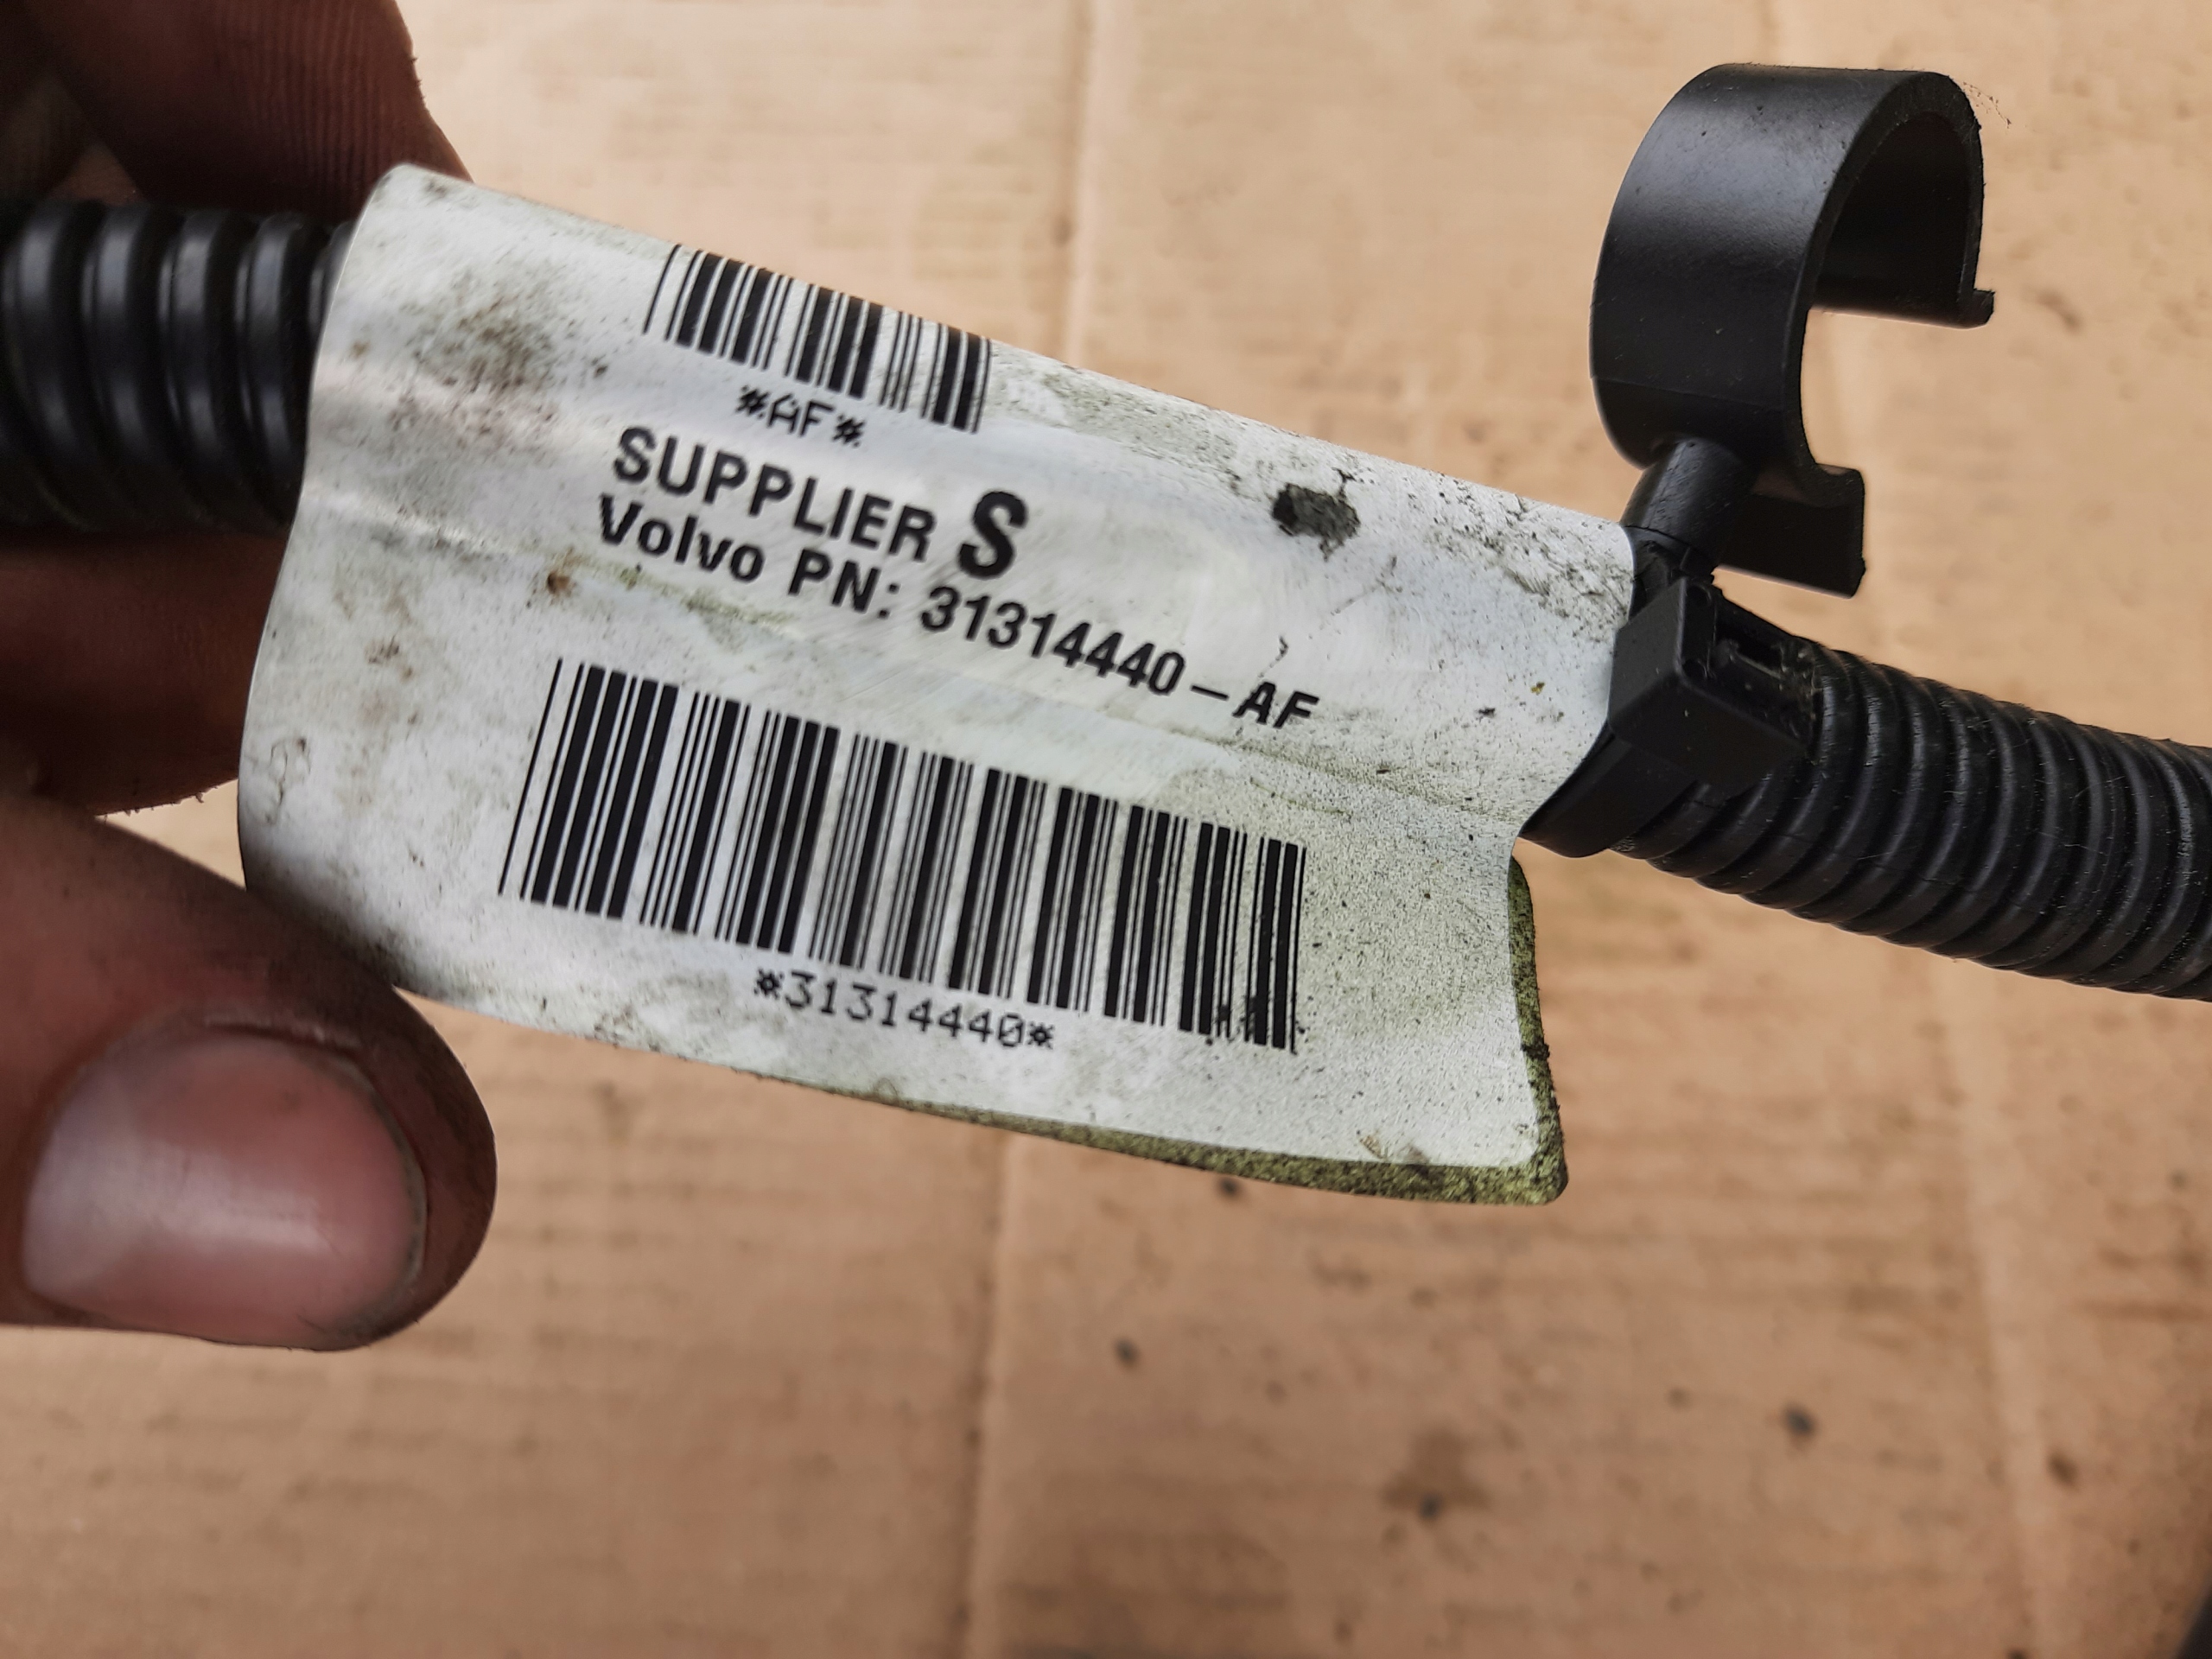 *AF*
SUPPLIER S
Volvo PN: 31314440-AF
*31314440*